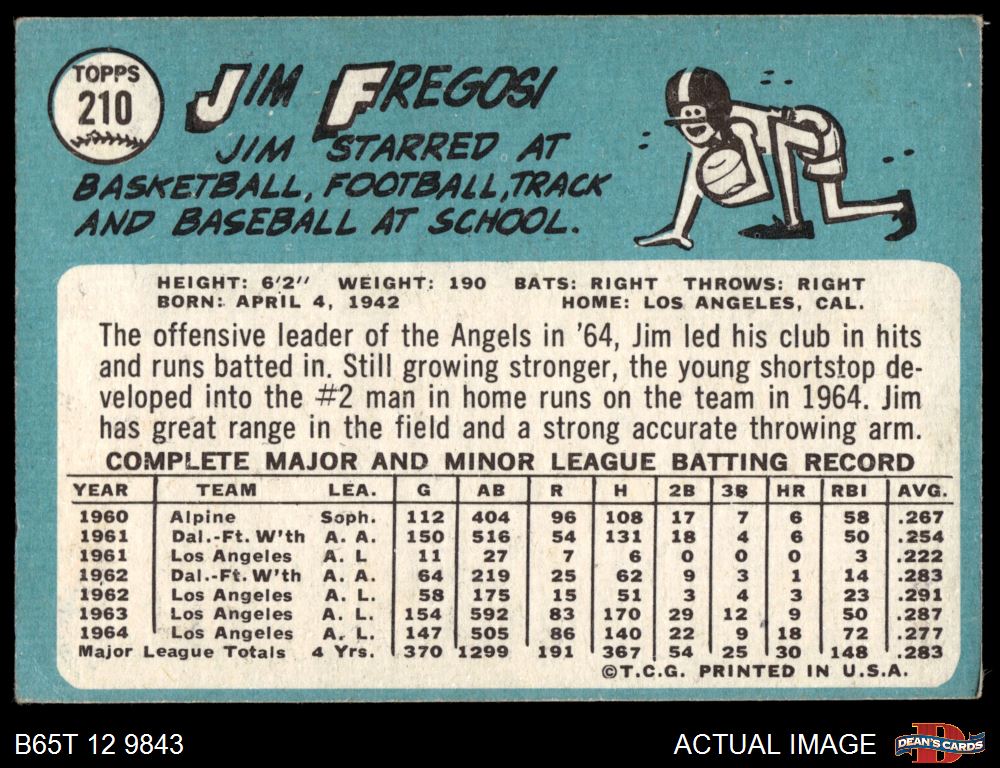 TOPPS
210
JIM FREGOSI
JIM STARRED AT
BASKETBALL, FOOTBALL, TRACK
AND BASEBALL AT SCHOOL.
HEIGHT: 6'2" WEIGHT: 190 BATS: RIGHT THROWS: RIGHT
BORN: APRIL 4, 1942 HOME: LOS ANGELES, CAL.
The offensive leader of the Angels in '64, Jim led his club in hits
and runs batted in. Still growing stronger, the young shortstop de-
veloped into the #2 man in home runs on the team in 1964. Jim
has great range in the field and a strong accurate throwing arm.
COMPLETE MAJOR AND MINOR LEAGUE BATTING RECORD
YEAR TEAM LEA. G AB R H 2B 3B HR RBI AVG.
1960 Alpine Soph. 112 404 96 108 17 7 6 58 .267
1961 Dal.-Ft. W'th A. A. 150 516 54 131 18 4 6 50 .254
1961 Los Angeles A. L 11 27 7 6 0 0 0 3 .222
1962 Dal.-Ft. W'th A. A. 64 219 25 62 9 3 1 14 .283
1962 Los Angeles A. L. 58 175 15 51 3 4 3 23 .291
1963 Los Angeles A. L. 154 592 83 170 29 12 9 50 .287
1964 Los Angeles A. L. 147 505 86 140 22 9 18 72 .277
Major League Totals 4 Yrs. 370 1299 191 367 54 25 30 148 .283
©T.C.G. PRINTED IN U.S.A.
B65T 12 9843 ACTUAL IMAGE
D
DEAN'S CARDS